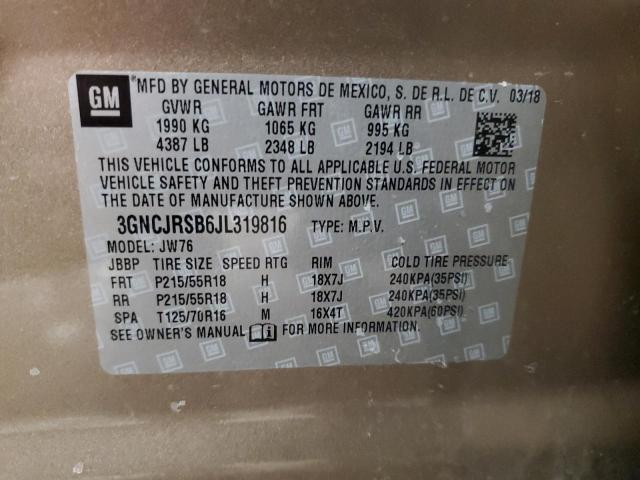 GM
*MFD BY GENERAL MOTORS DE MEXICO, S. DE R.L. DE C.V. 03/18
GVWR GAWR FRT GAWR RR
1990 KG 1065 KG 995 KG
4387 LB 2348 LB 2194 LB
THIS VEHICLE CONFORMS TO ALL APPLICABLE U.S. FEDERAL MOTOR
VEHICLE SAFETY AND THEFT PREVENTION STANDARDS IN EFFECT ON
THE DATE OF MANUFACTURE SHOWN ABOVE.
3GNCJRSB6JL319816 TYPE: M.P.V.
MODEL: JW76
JBBP TIRE SIZE SPEED RTG RIM COLD TIRE PRESSURE
FRT P215/55R18 H 18X7J 240KPA(35PSI)
RR P215/55R18 H 18X7J 240KPA(35PSI)
SPA T125/70R16 M 16X4T 420KPA(60PSI)
SEE OWNER'S MANUAL FOR MORE INFORMATION.